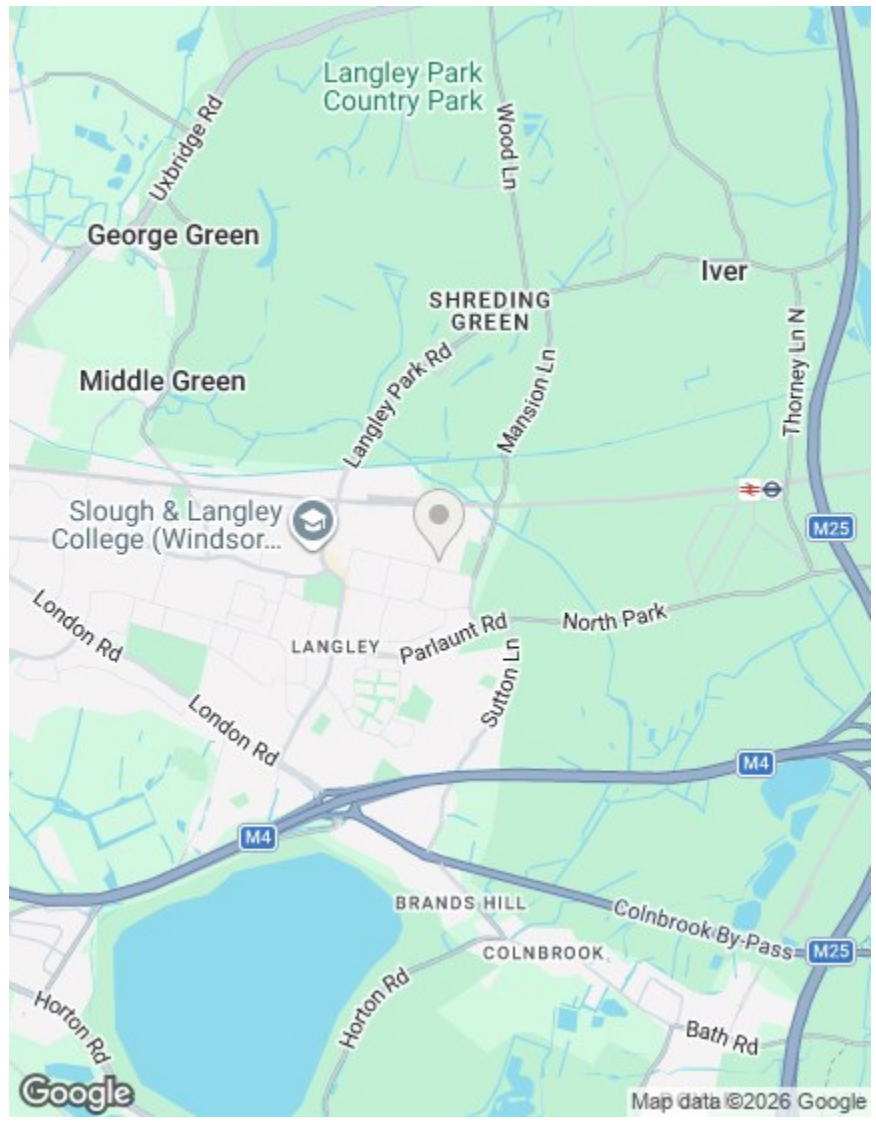 Langley Park
Country Park
Wood Ln
Uxbridge Rd
George Green
Iver
SHREDING
GREEN
Thorney Ln N
Middle Green
Langley Park Rd
Mansion Ln
Slough & Langley
College (Windsor...
M25
London Rd
North Park
Parlaunt Rd
LANGLEY
Sutton Ln
London Rd
M4
M4
BRANDS HILL
Colnbrook By-Pass
COLNBROOK
M25
Horton Rd
Horton Rd
Bath Rd
Google
Map data ©2026 Google